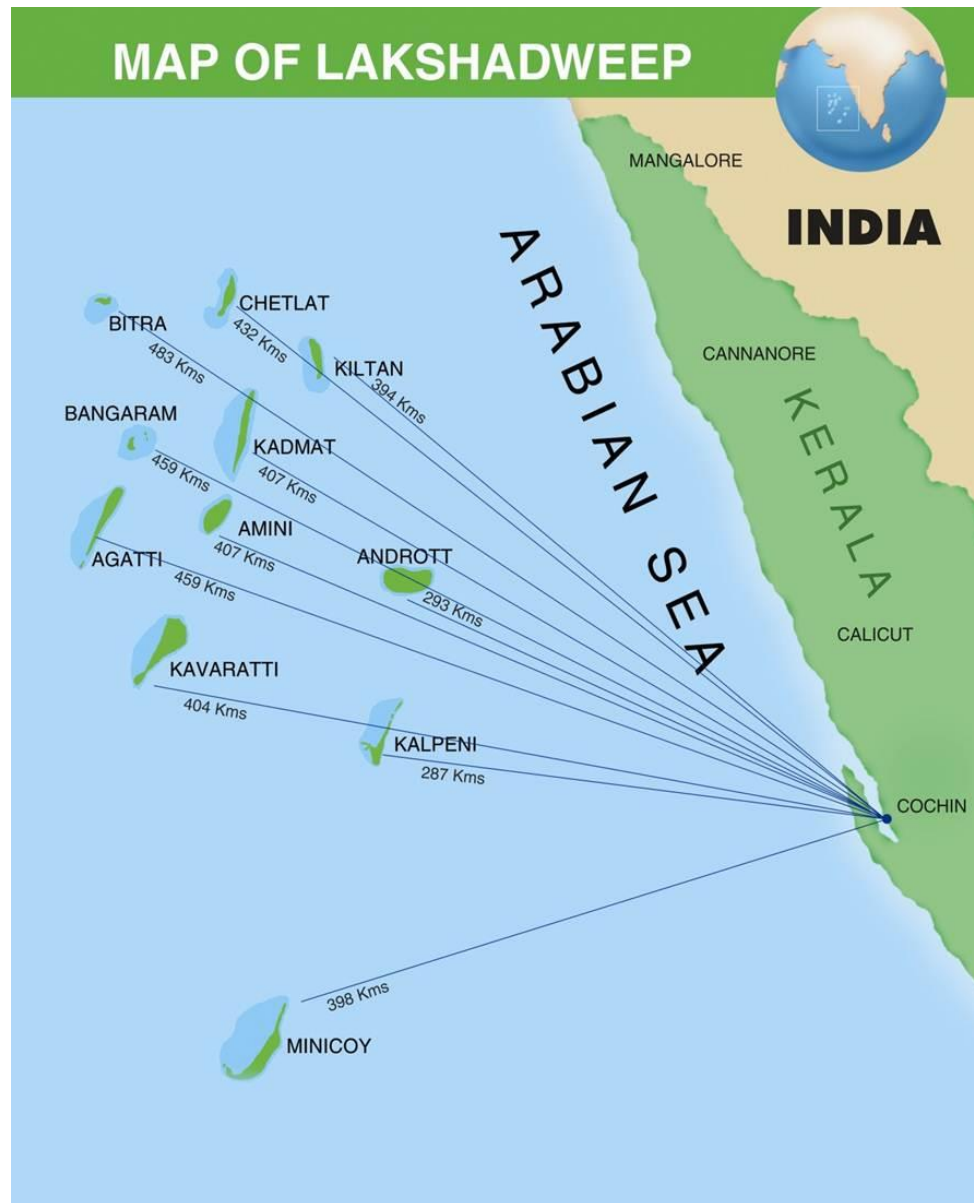 MAP OF LAKSHADWEEP
MANGALORE
INDIA
ARABIAN SEA
CHETLAT
432 Kms
BITRA
483 Kms
KILTAN
394 Kms
CANNANORE
KERALA
BANGARAM
459 Kms
KADMAT
407 Kms
AMINI
407 Kms
AGATTI
459 Kms
ANDROTT
293 Kms
CALICUT
KAVARATTI
404 Kms
KALPENI
287 Kms
COCHIN
398 Kms
MINICOY